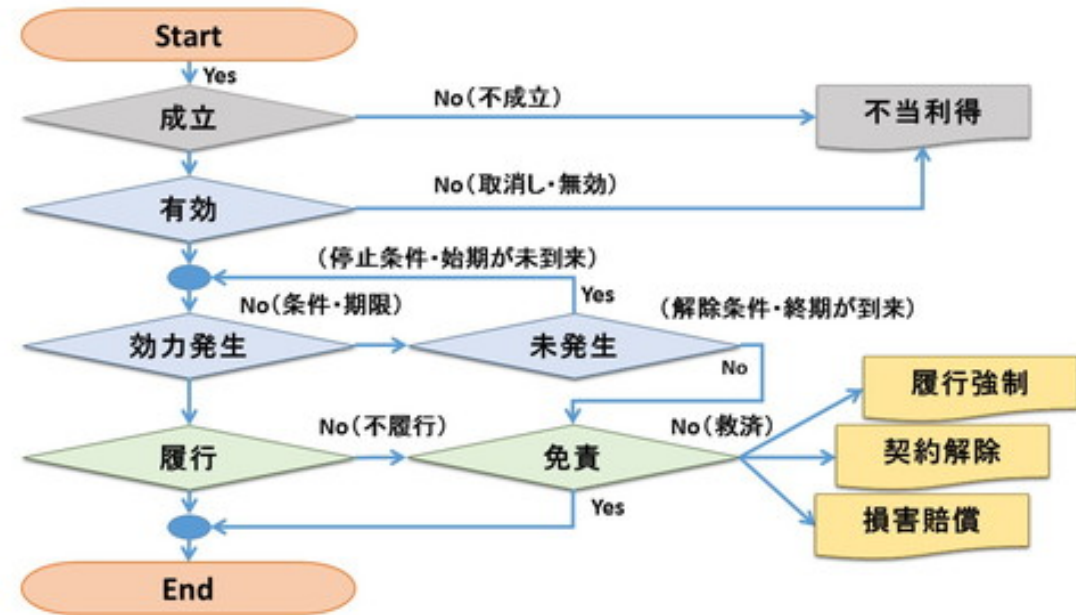 Start
Yes
成立
No(不成立)
不当利得
有効
No(取消し・無効)
(停止条件・始期が未到来)
Yes
No(条件・期限)
(解除条件・終期が到来)
効力発生
未発生
No
履行
No(不履行)
免責
No(救済)
履行強制
契約解除
損害賠償
Yes
End